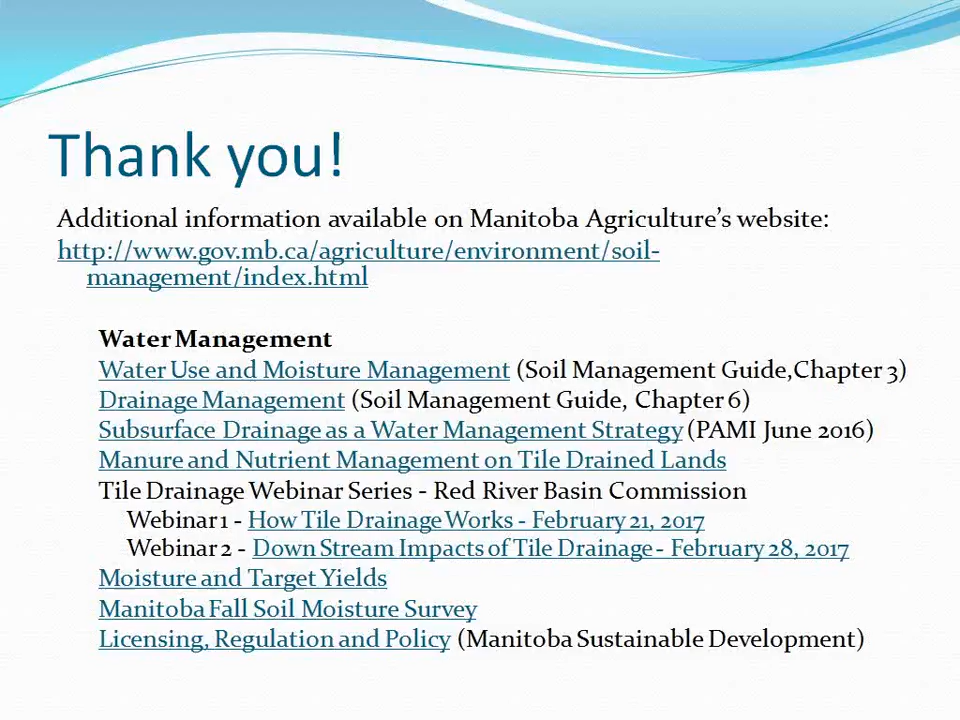 Thank you!
Additional information available on Manitoba Agriculture’s website:
http://www.gov.mb.ca/agriculture/environment/soil-
management/index.html
Water Management
Water Use and Moisture Management (Soil Management Guide,Chapter 3)
Drainage Management (Soil Management Guide, Chapter 6)
Subsurface Drainage as a Water Management Strategy (PAMI June 2016)
Manure and Nutrient Management on Tile Drained Lands
Tile Drainage Webinar Series - Red River Basin Commission
Webinar 1 - How Tile Drainage Works - February 21, 2017
Webinar 2 - Down Stream Impacts of Tile Drainage - February 28, 2017
Moisture and Target Yields
Manitoba Fall Soil Moisture Survey
Licensing, Regulation and Policy (Manitoba Sustainable Development)